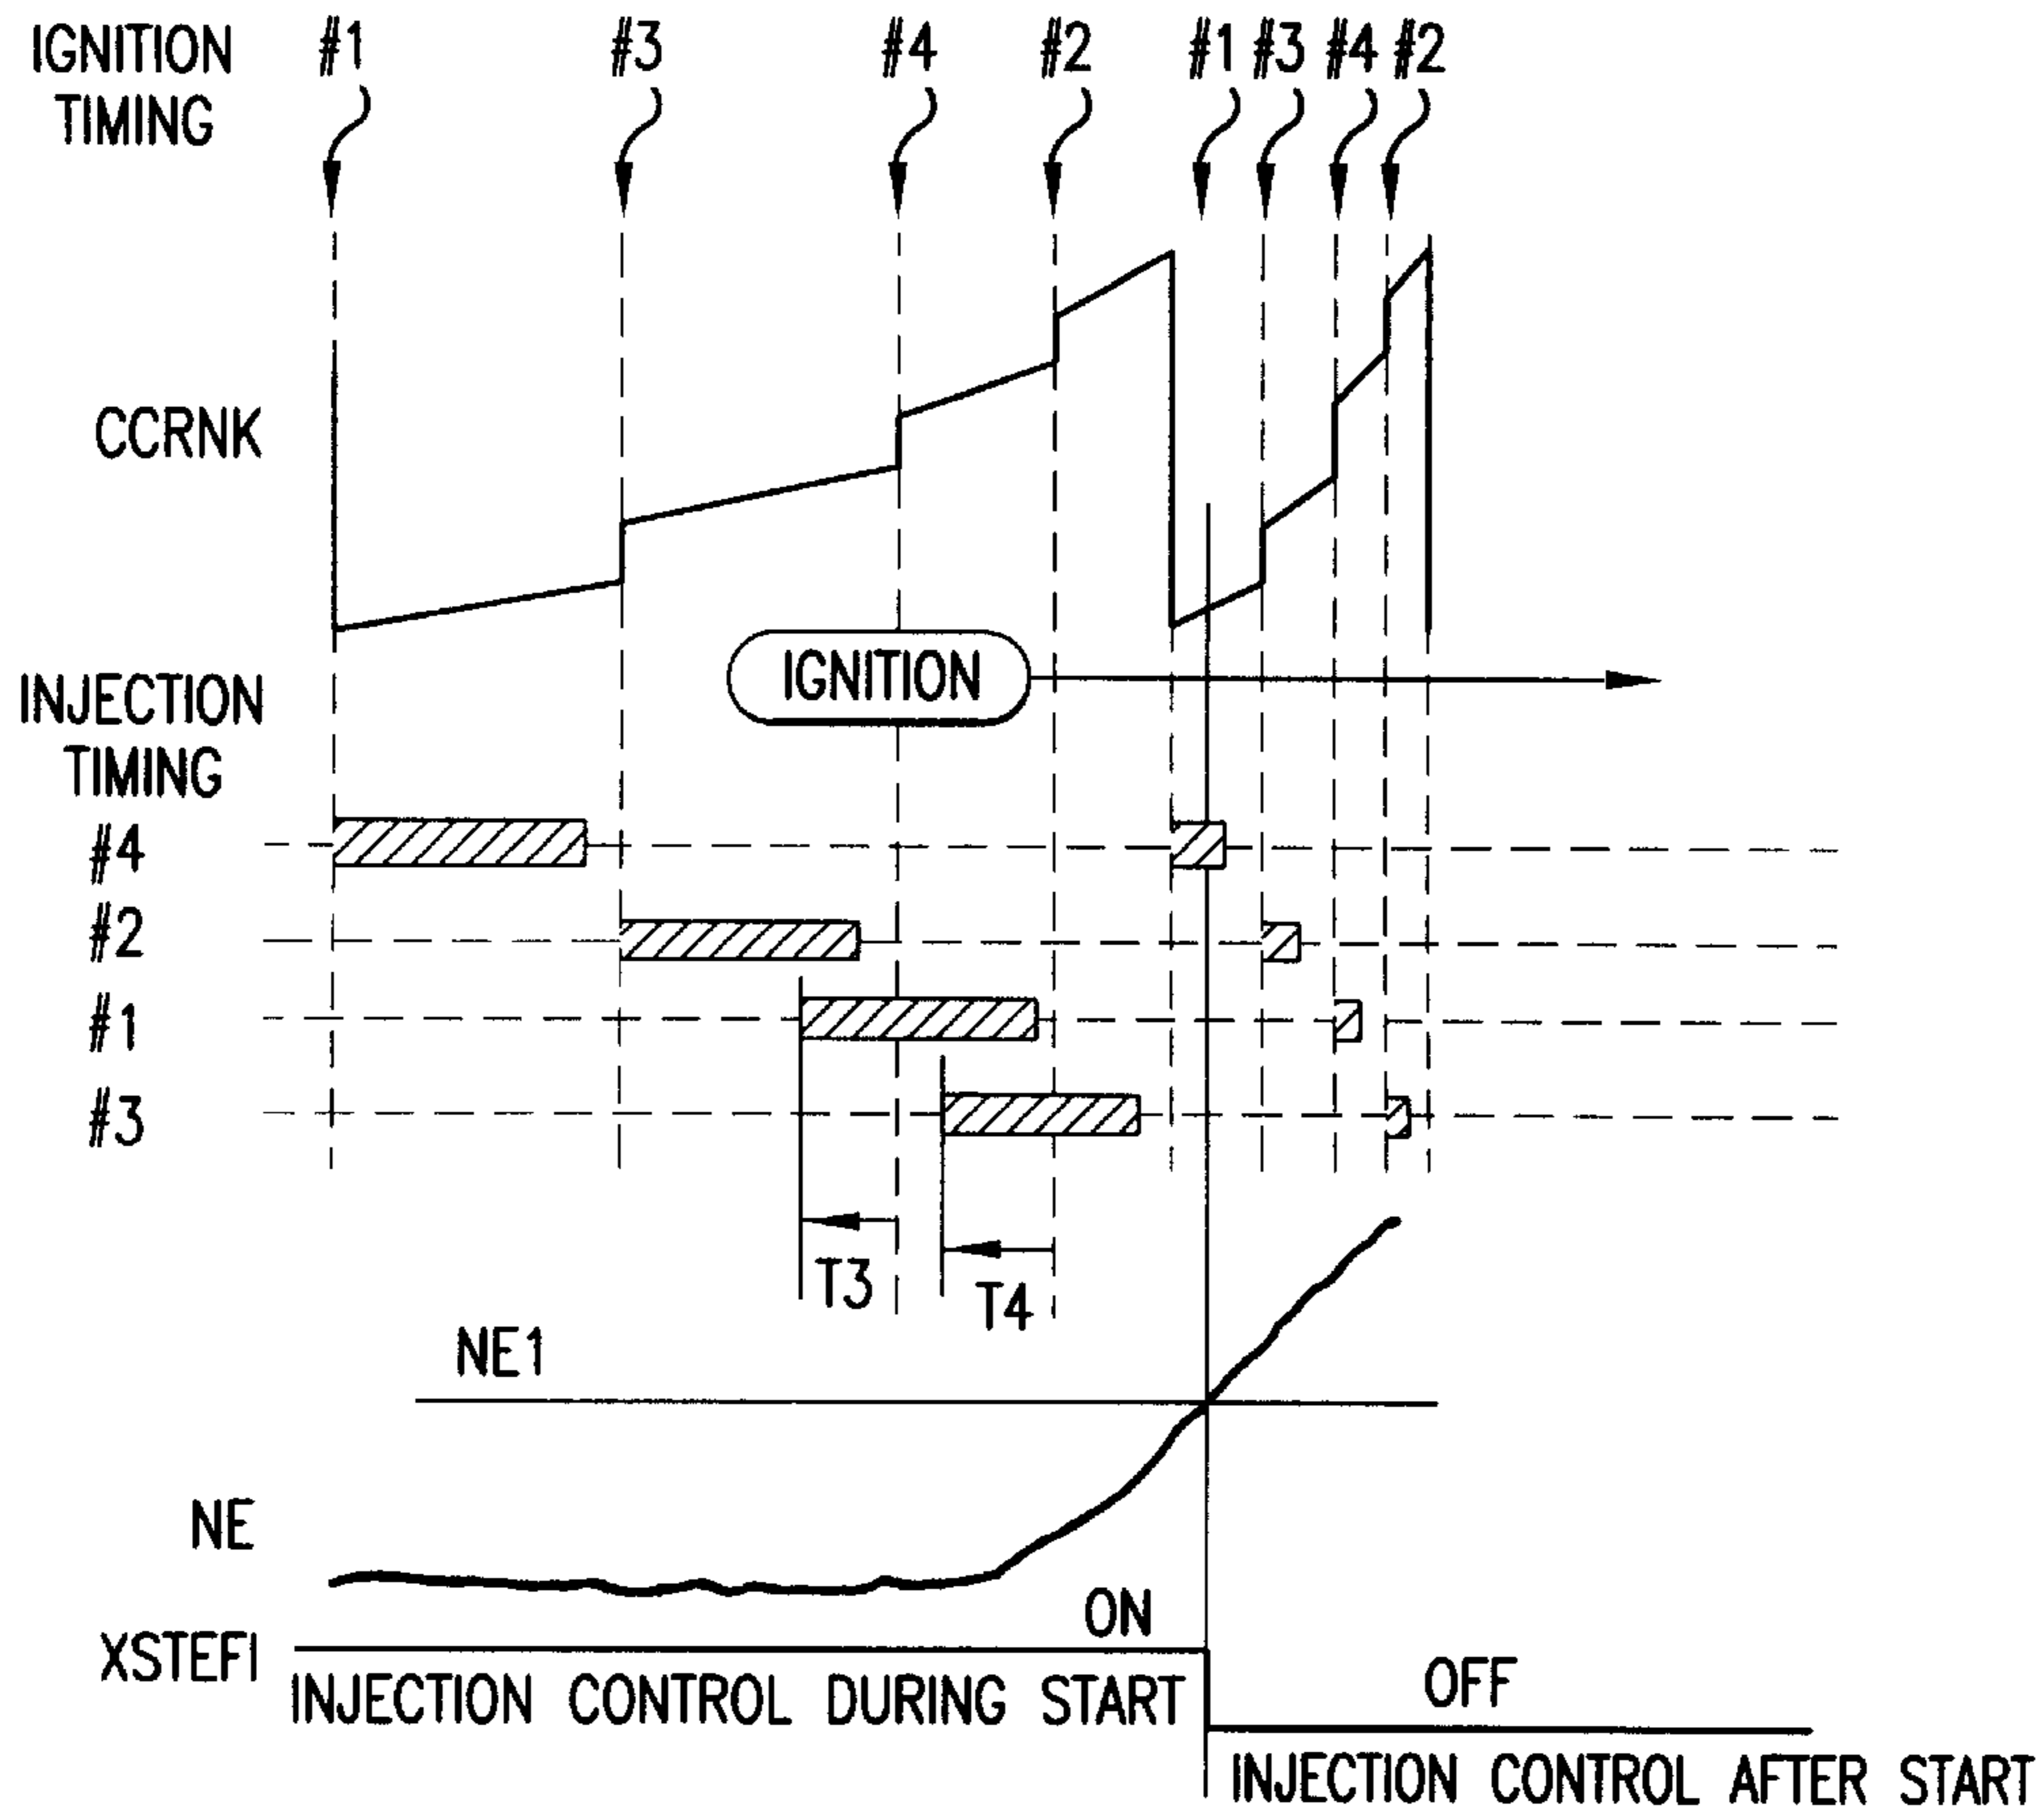 IGNITION
TIMING
#1 #3 #4 #2 #1 #3 #4 #2
CCRNK
IGNITION
INJECTION
TIMING
#4
#2
#1
#3
T3
T4
NE1
NE
ON
XSTEFI
INJECTION CONTROL DURING START
OFF
INJECTION CONTROL AFTER START